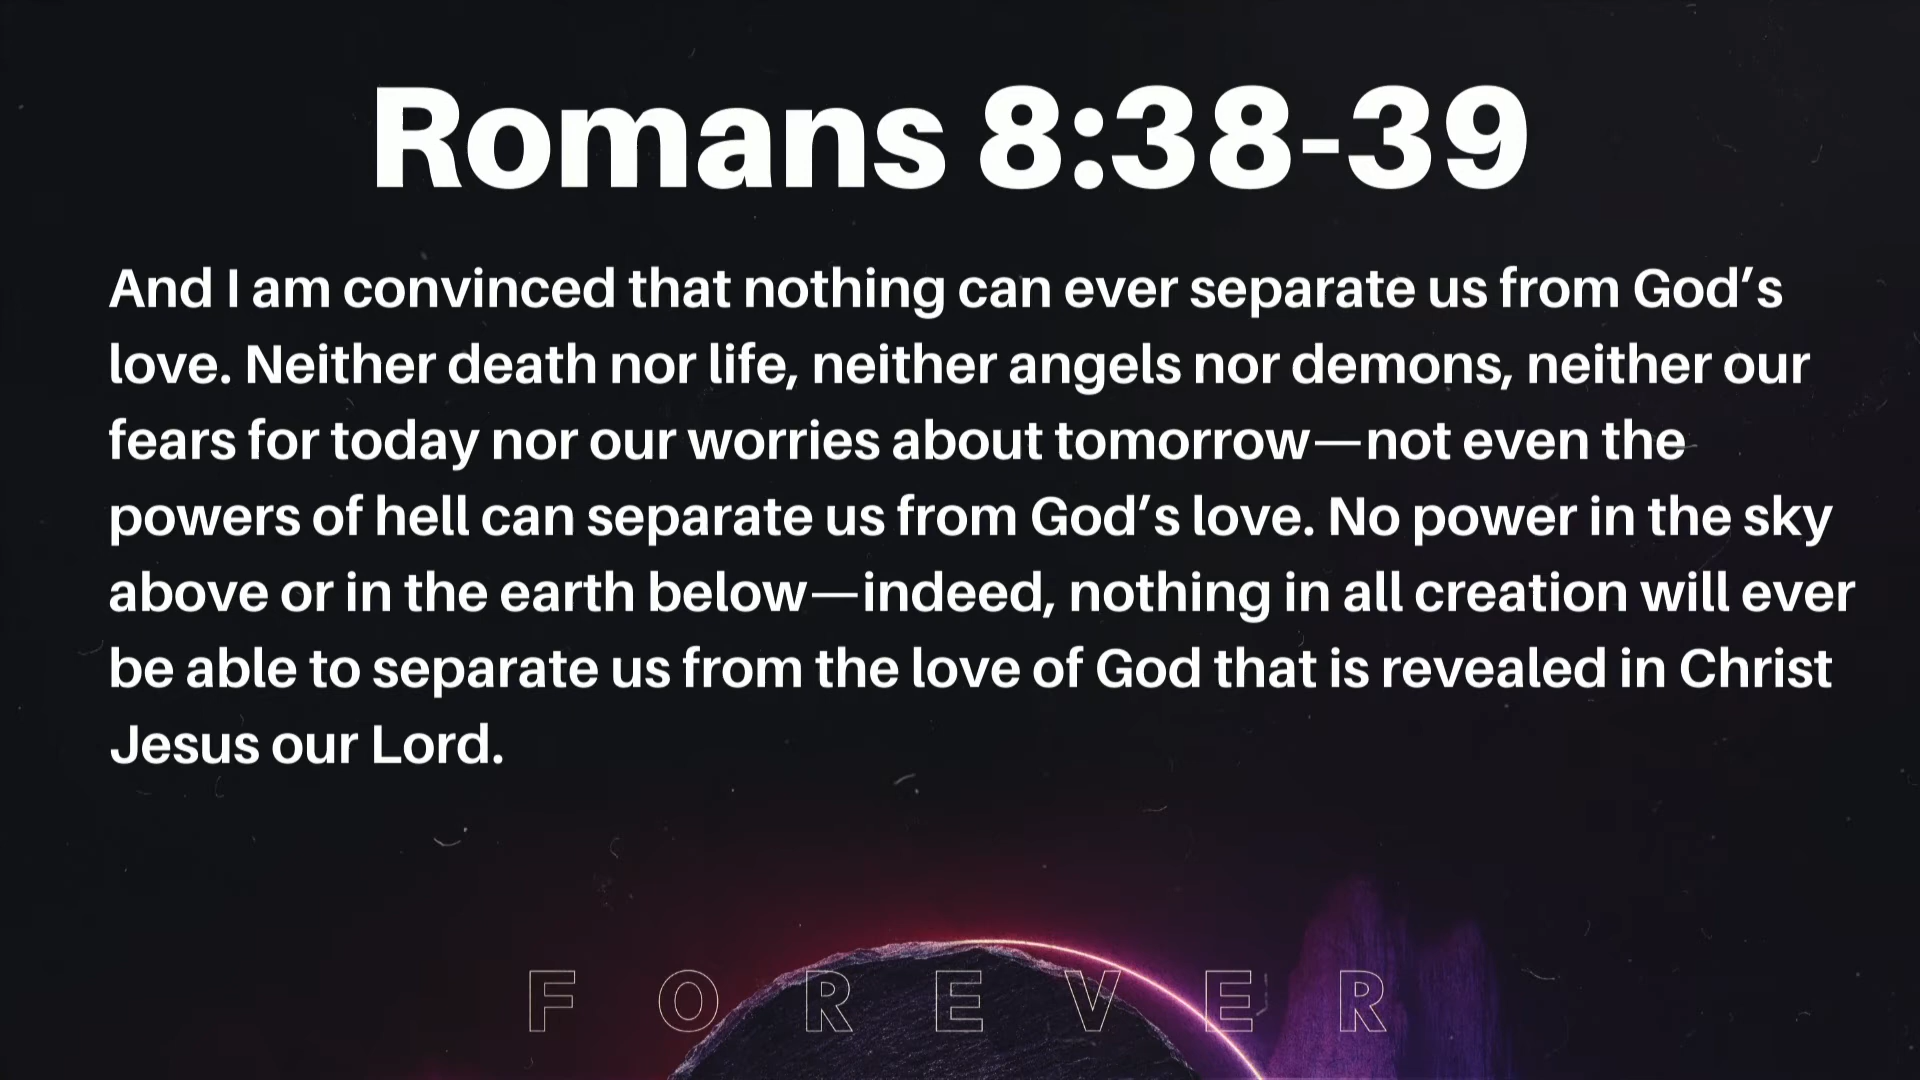 Romans 8:38-39
And I am convinced that nothing can ever separate us from God’s
love. Neither death nor life, neither angels nor demons, neither our
fears for today nor our worries about tomorrow—not even the
powers of hell can separate us from God’s love. No power in the sky
above or in the earth below—indeed, nothing in all creation will ever
be able to separate us from the love of God that is revealed in Christ
Jesus our Lord.
FOREVER